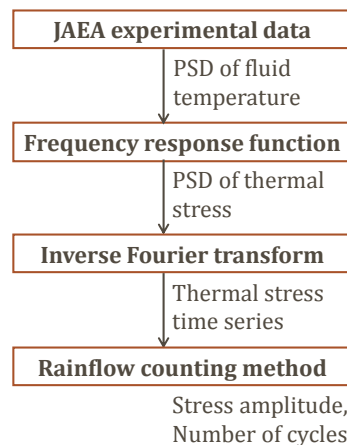 JAEA experimental data
PSD of fluid
temperature
Frequency response function
PSD of thermal
stress
Inverse Fourier transform
Thermal stress
time series
Rainflow counting method
Stress amplitude,
Number of cycles